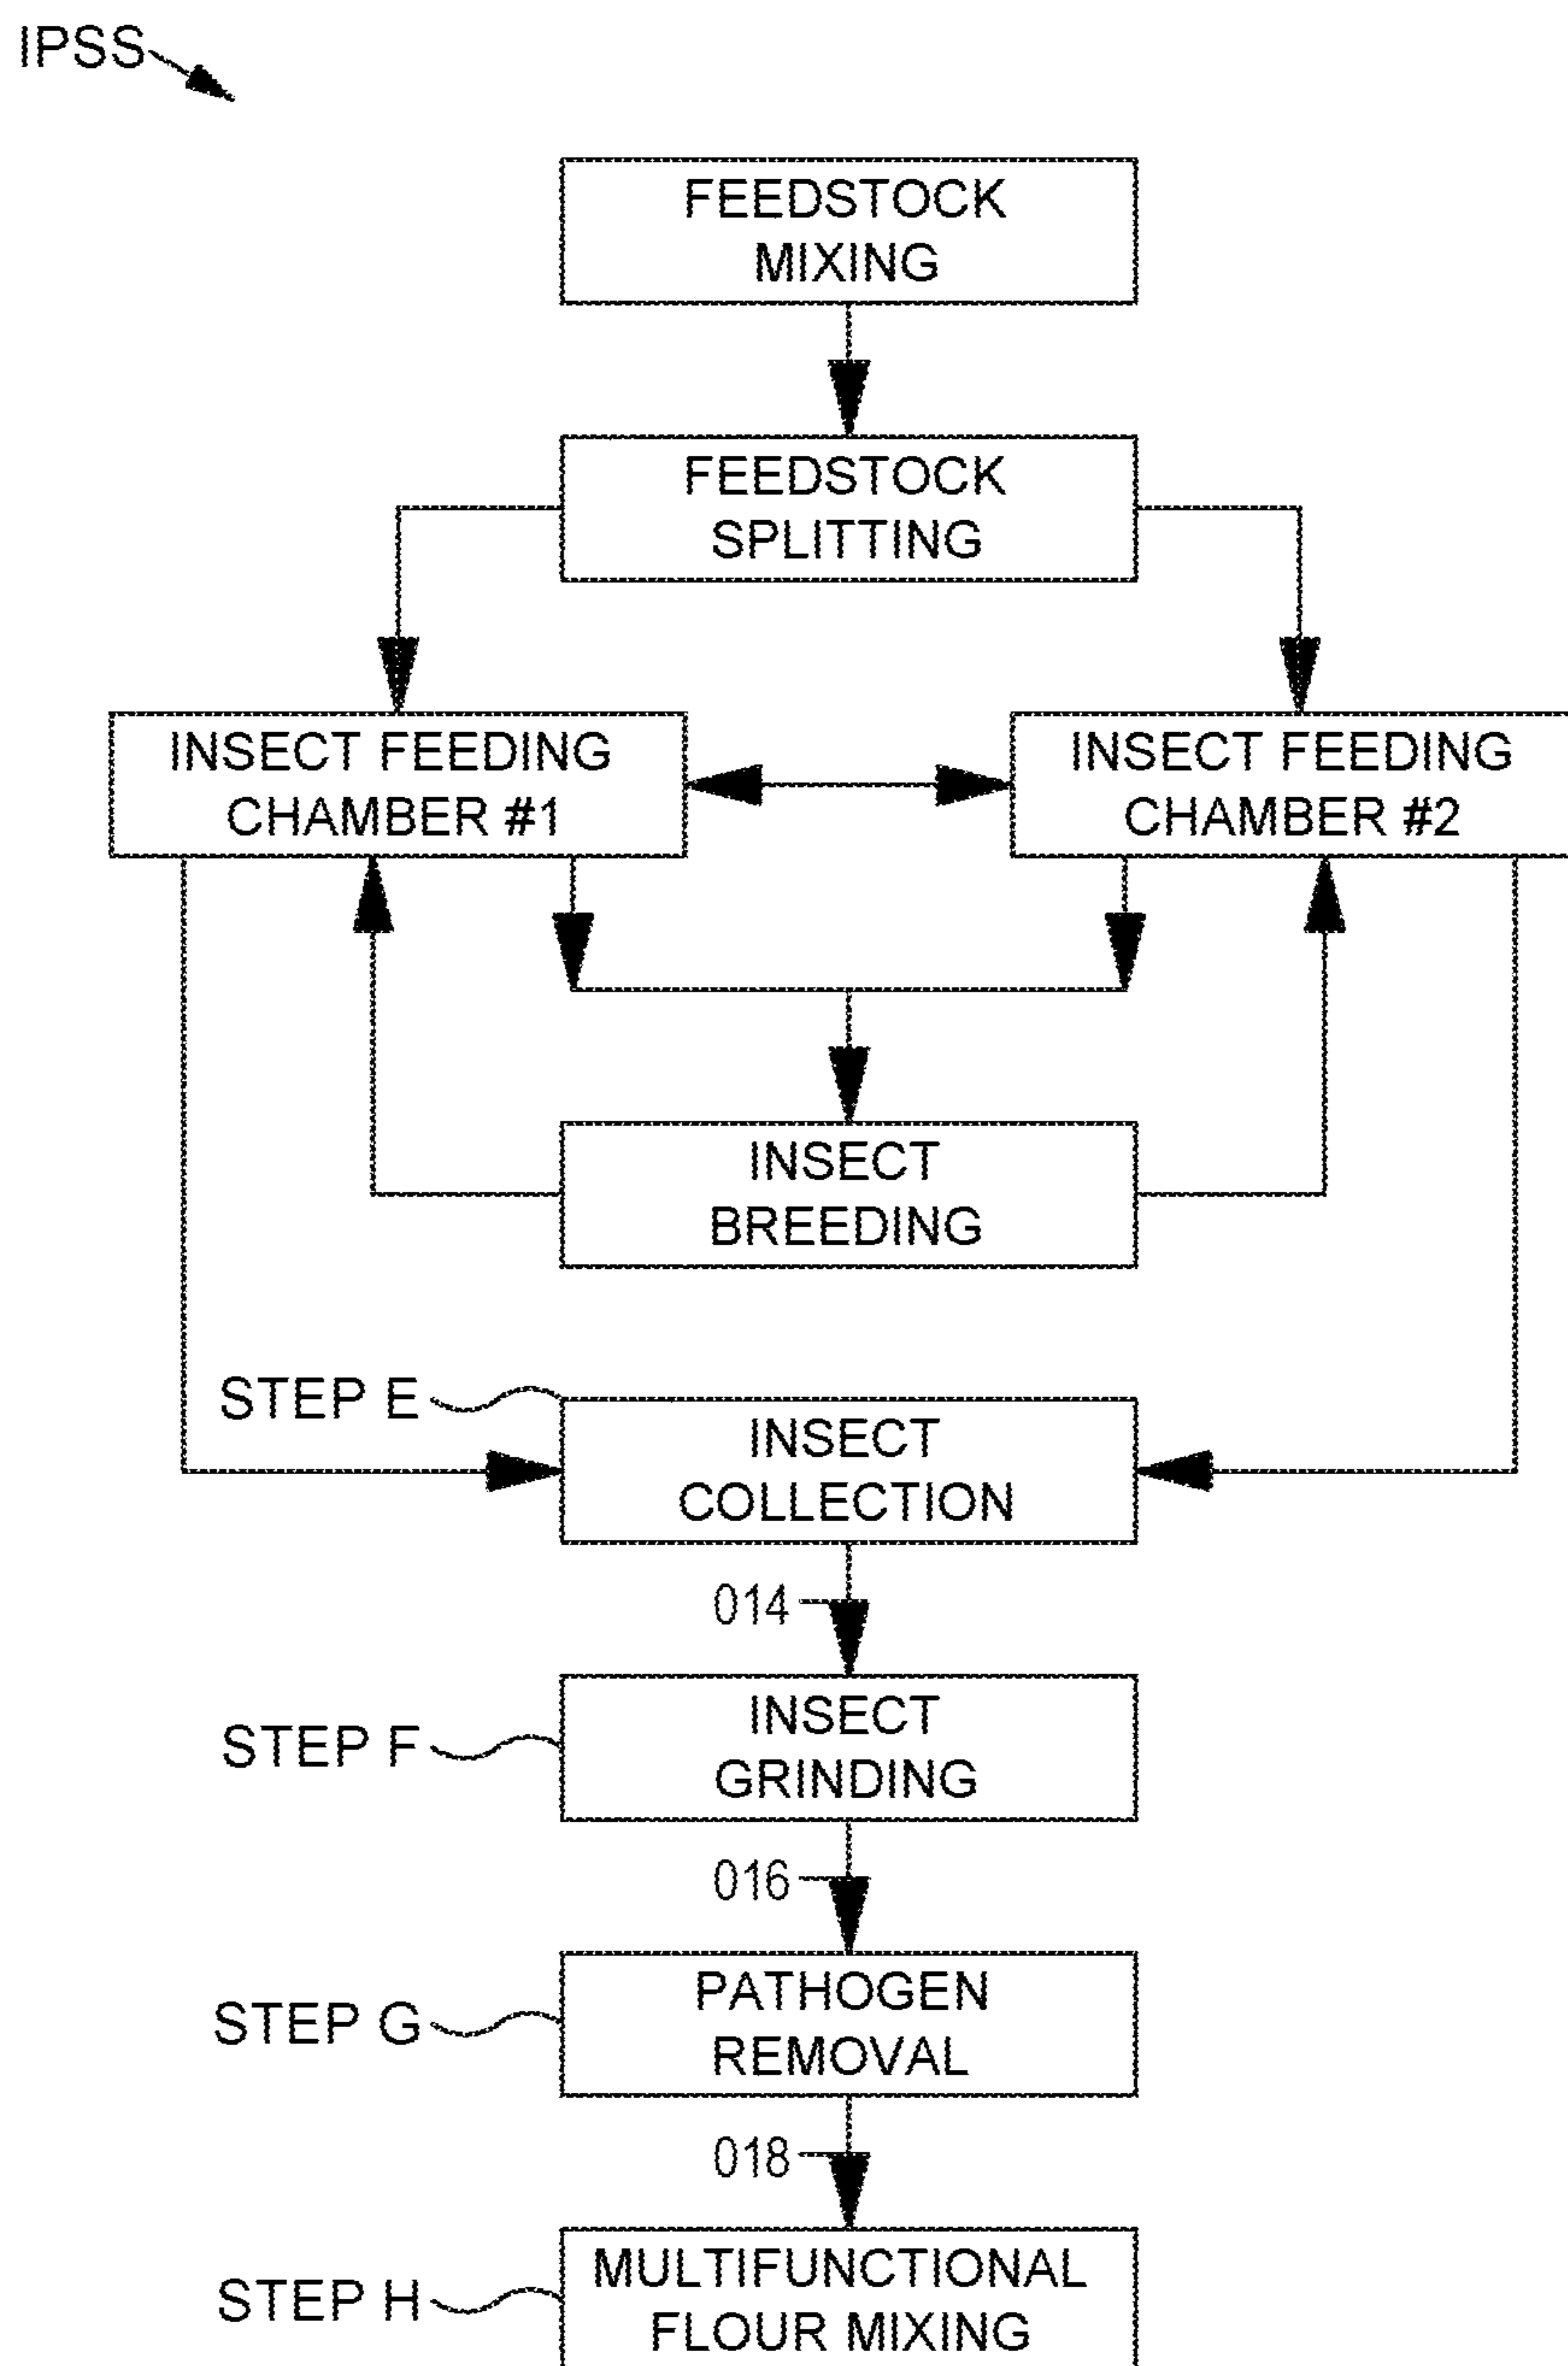 IPSS
FEEDSTOCK
MIXING
FEEDSTOCK
SPLITTING
INSECT FEEDING
CHAMBER #1
INSECT FEEDING
CHAMBER #2
INSECT
BREEDING
STEP E
INSECT
COLLECTION
014
STEP F
INSECT
GRINDING
016
STEP G
PATHOGEN
REMOVAL
018
STEP H
MULTIFUNCTIONAL
FLOUR MIXING